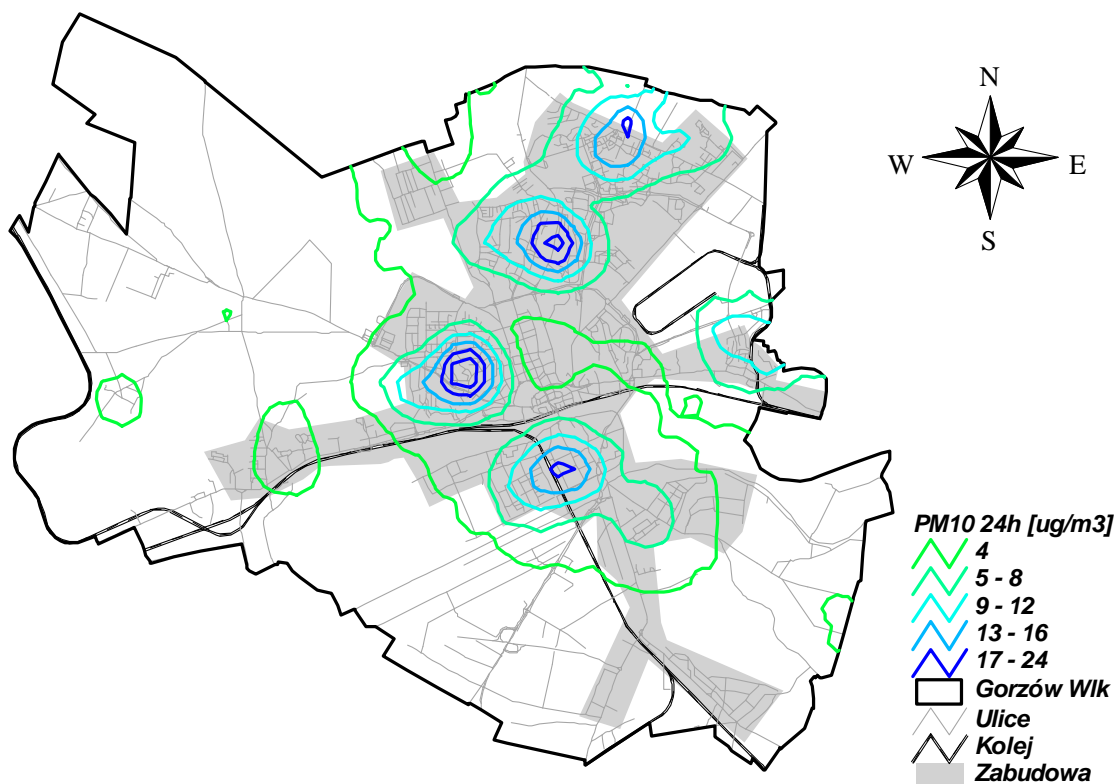 N
W E
S
PM10 24h [ug/m3]
4
5 - 8
9 - 12
13 - 16
17 - 24
Gorzów Wlk
Ulice
Kolej
Zabudowa